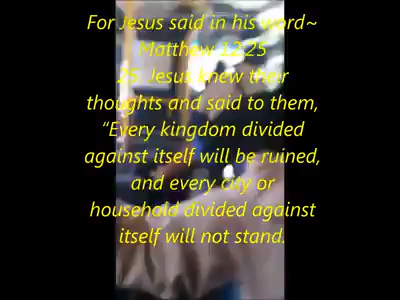 For Jesus said in his word~
Matthew 12:25
25 Jesus knew their
thoughts and said to them,
“Every kingdom divided
against itself will be ruined,
and every city or
household divided against
itself will not stand.